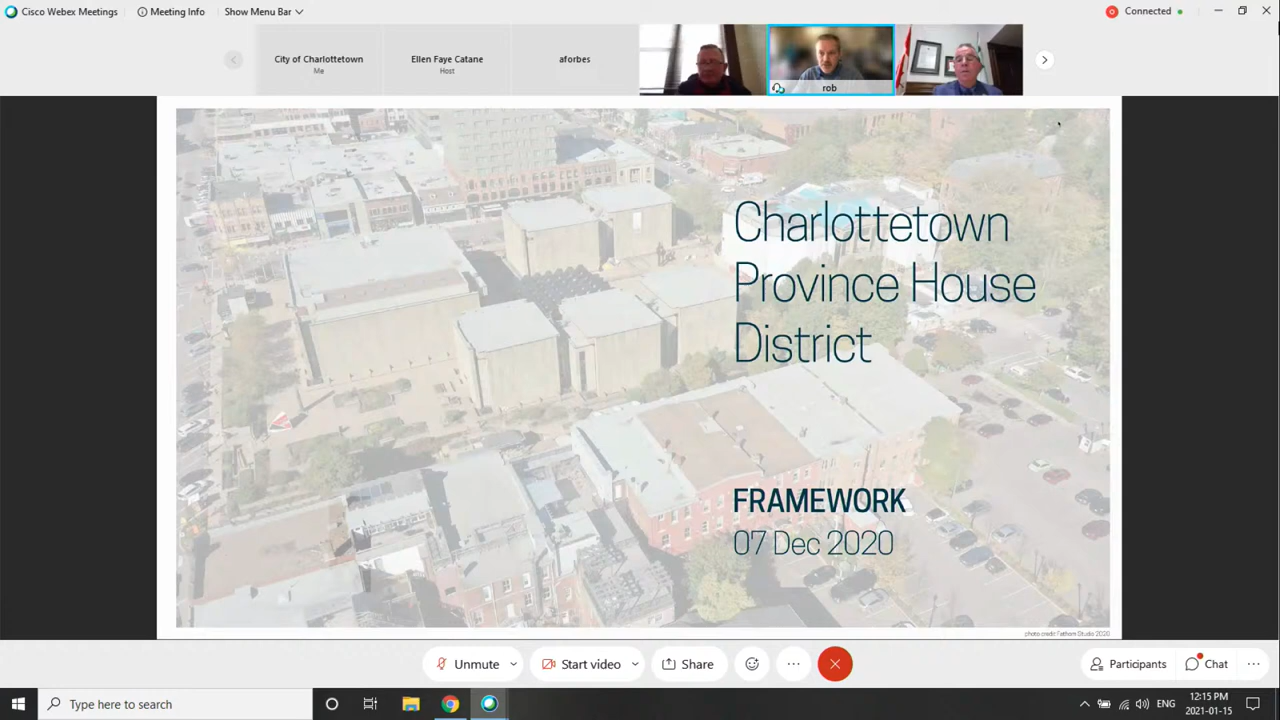 Cisco Webex Meetings
Meeting Info
Show Menu Bar
Connected
City of Charlottetown
Me
Ellen Faye Catane
Host
aforbes
rob
Charlottetown
Province House
District
FRAMEWORK
07 Dec 2020
photo credit: Fathom Studio 2020
Unmute
Start video
Share
Participants
Chat
Type here to search
ENG
12:15 PM
2021-01-15